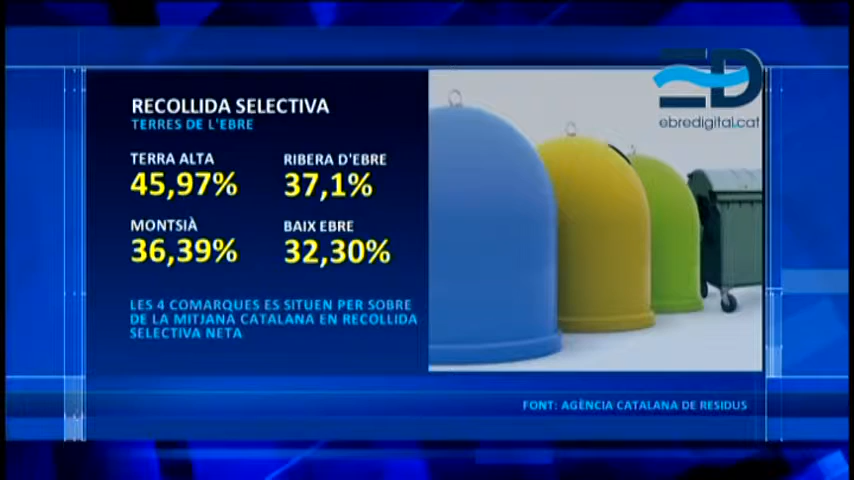 ED
ebredigital.cat
RECOLLIDA SELECTIVA
TERRES DE L'EBRE
TERRA ALTA
45,97%
RIBERA D'EBRE
37,1%
MONTSIÀ
36,39%
BAIX EBRE
32,30%
LES 4 COMARQUES ES SITUEN PER SOBRE
DE LA MITJANA CATALANA EN RECOLLIDA
SELECTIVA NETA
FONT: AGÈNCIA CATALANA DE RESIDUS